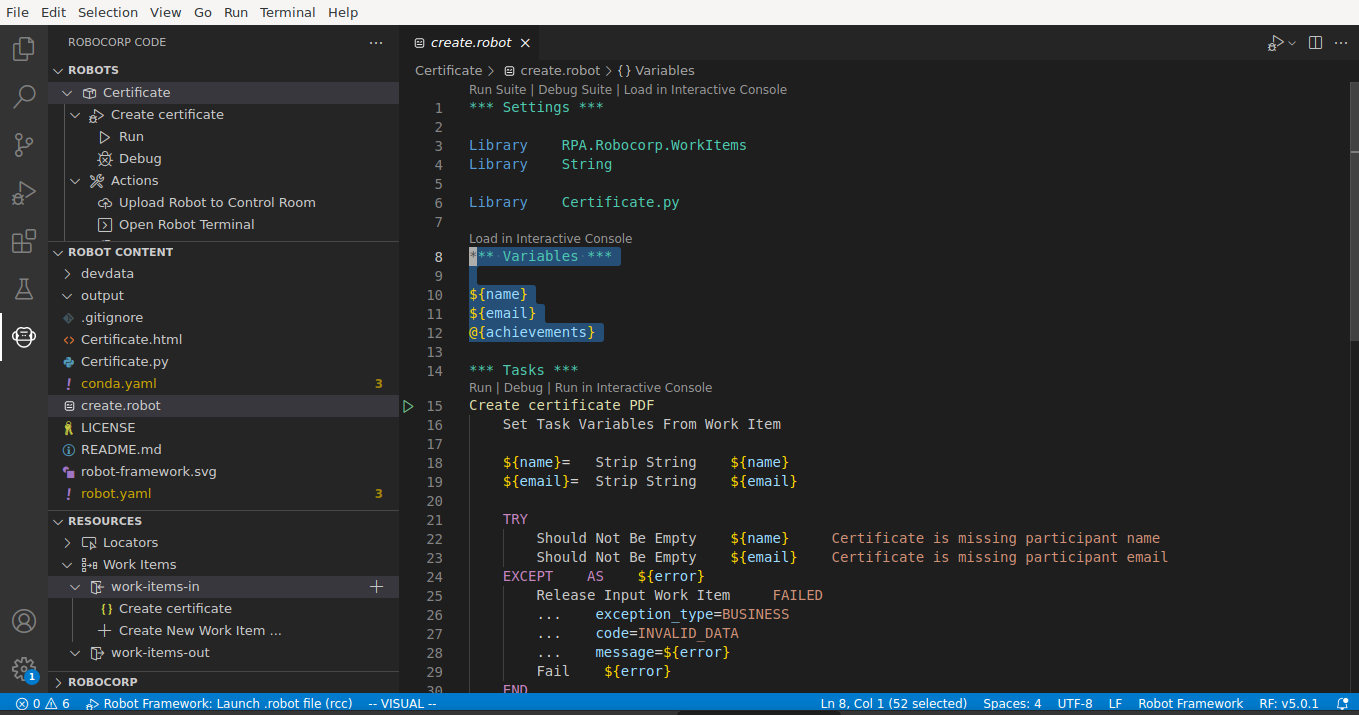 File Edit Selection View Go Run Terminal Help
ROBOCORP CODE
ROBOTS
Certificate
Create certificate
Run
Debug
Actions
Upload Robot to Control Room
Open Robot Terminal
ROBOT CONTENT
devdata
output
.gitignore
Certificate.html
Certificate.py
conda.yaml 3
create.robot
LICENSE
README.md
robot-framework.svg
robot.yaml 3
RESOURCES
Locators
Work Items
work-items-in
Create certificate
Create New Work Item ...
work-items-out
ROBOCORP
1
create.robot
Certificate > create.robot > {} Variables
Run Suite | Debug Suite | Load in Interactive Console
1 *** Settings ***
2
3 Library    RPA.Robocorp.WorkItems
4 Library    String
5
6 Library    Certificate.py
7
Load in Interactive Console
8 *** Variables ***
9
10 ${name}
11 ${email}
12 @{achievements}
13
14 *** Tasks ***
Run | Debug | Run in Interactive Console
15 Create certificate PDF
16     Set Task Variables From Work Item
17
18     ${name}=   Strip String    ${name}
19     ${email}=  Strip String    ${email}
20
21     TRY
22         Should Not Be Empty    ${name}     Certificate is missing participant name
23         Should Not Be Empty    ${email}    Certificate is missing participant email
24     EXCEPT    AS    ${error}
25         Release Input Work Item     FAILED
26         ...    exception_type=BUSINESS
27         ...    code=INVALID_DATA
28         ...    message=${error}
29         Fail    ${error}
30     END
0 6 Robot Framework: Launch .robot file (rcc) -- VISUAL -- Ln 8, Col 1 (52 selected) Spaces: 4 UTF-8 LF Robot Framework RF: v5.0.1